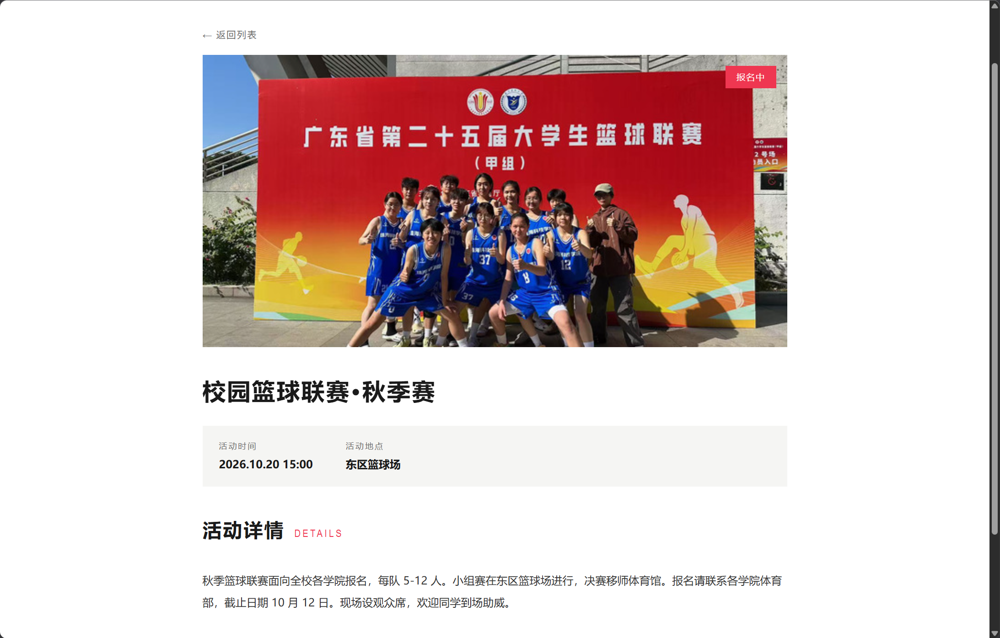 ← 返回列表
报名中
广东省第二十五届大学生篮球联赛
（甲组）
2 号场
员入口
37
12
8
37
校园篮球联赛·秋季赛
活动时间
活动地点
2026.10.20 15:00
东区篮球场
活动详情 DETAILS
秋季篮球联赛面向全校各学院报名，每队 5-12 人。小组赛在东区篮球场进行，决赛移师体育馆。报名请联系各学院体育
部，截止日期 10 月 12 日。现场设观众席，欢迎同学到场助威。